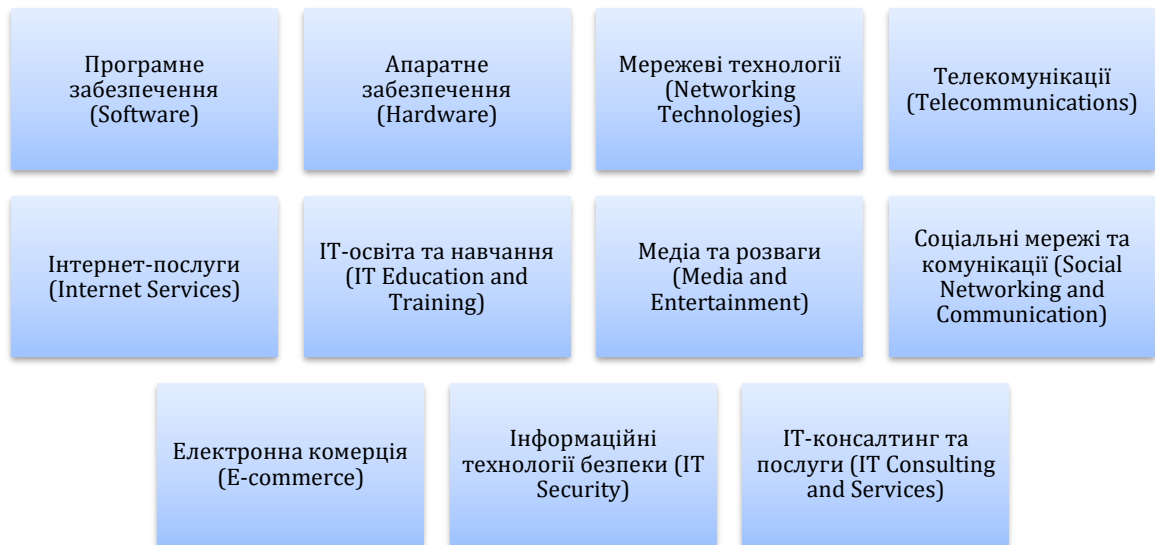 Програмне
забезпечення
(Software)
Апаратне
забезпечення
(Hardware)
Мережеві технології
(Networking
Technologies)
Телекомунікації
(Telecommunications)
Інтернет-послуги
(Internet Services)
ІТ-освіта та навчання
(IT Education and
Training)
Медіа та розваги
(Media and
Entertainment)
Соціальні мережі та
комунікації (Social
Networking and
Communication)
Електронна комерція
(E-commerce)
Інформаційні
технології безпеки (IT
Security)
ІТ-консалтинг та
послуги (IT Consulting
and Services)